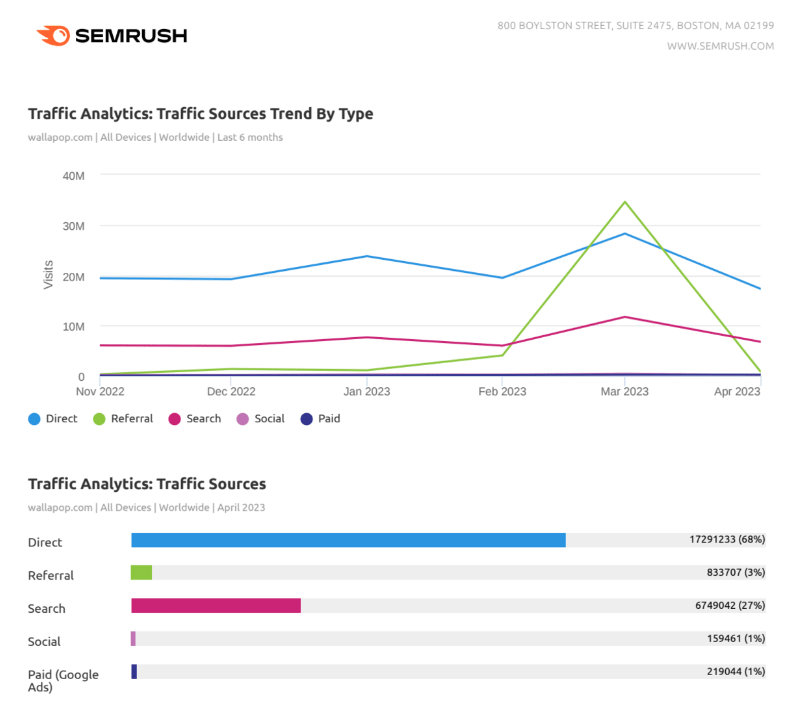 SEMRUSH
800 BOYLSTON STREET, SUITE 2475, BOSTON, MA 02199
WWW.SEMRUSH.COM
Traffic Analytics: Traffic Sources Trend By Type
wallapop.com | All Devices | Worldwide | Last 6 months
40M
30M
20M
10M
0
Visits
Nov 2022 Dec 2022 Jan 2023 Feb 2023 Mar 2023 Apr 2023
Direct Referral Search Social Paid
Traffic Analytics: Traffic Sources
wallapop.com | All Devices | Worldwide | April 2023
Direct 17291233 (68%)
Referral 833707 (3%)
Search 6749042 (27%)
Social 159461 (1%)
Paid (Google 219044 (1%)
Ads)